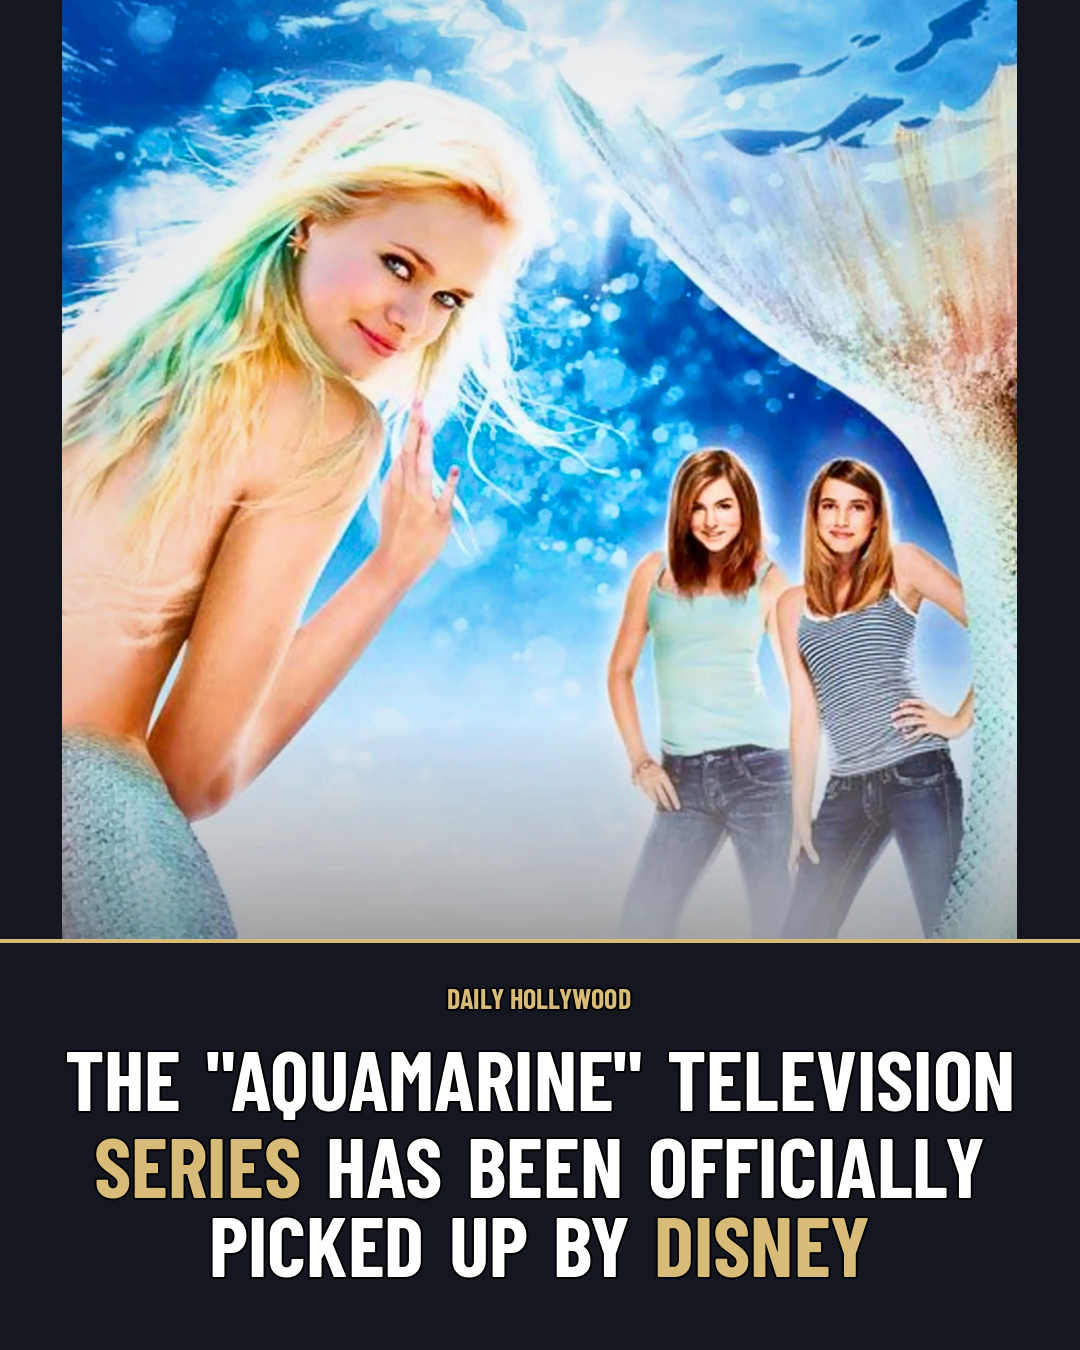 DAILY HOLLYWOOD
THE "AQUAMARINE" TELEVISION
SERIES HAS BEEN OFFICIALLY
PICKED UP BY DISNEY